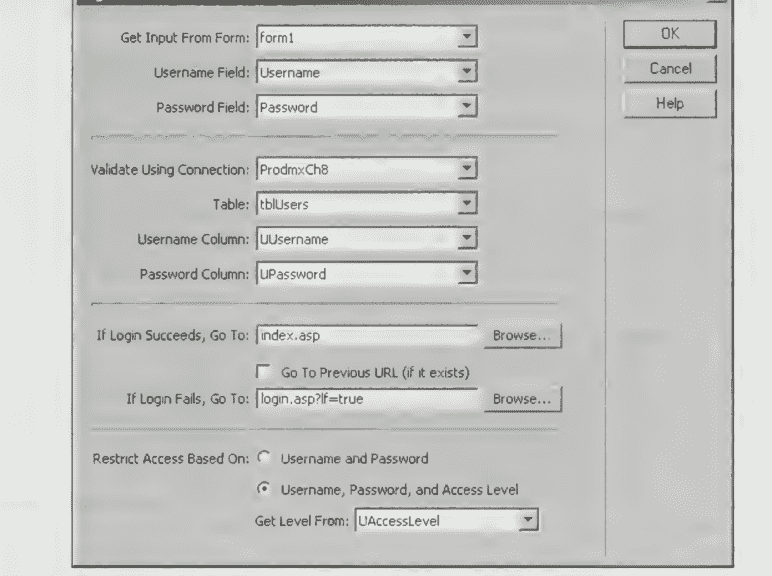 Get Input From Form: form1 OK
Username Field: Username Cancel
Password Field: Password Help
Validate Using Connection: ProdmxCh8
Table: tblUsers
Username Column: UUsername
Password Column: UPassword
If Login Succeeds, Go To: index.asp Browse...
Go To Previous URL (if it exists)
If Login Fails, Go To: login.asp?lf=true Browse...
Restrict Access Based On: Username and Password
Username, Password, and Access Level
Get Level From: UAccessLevel